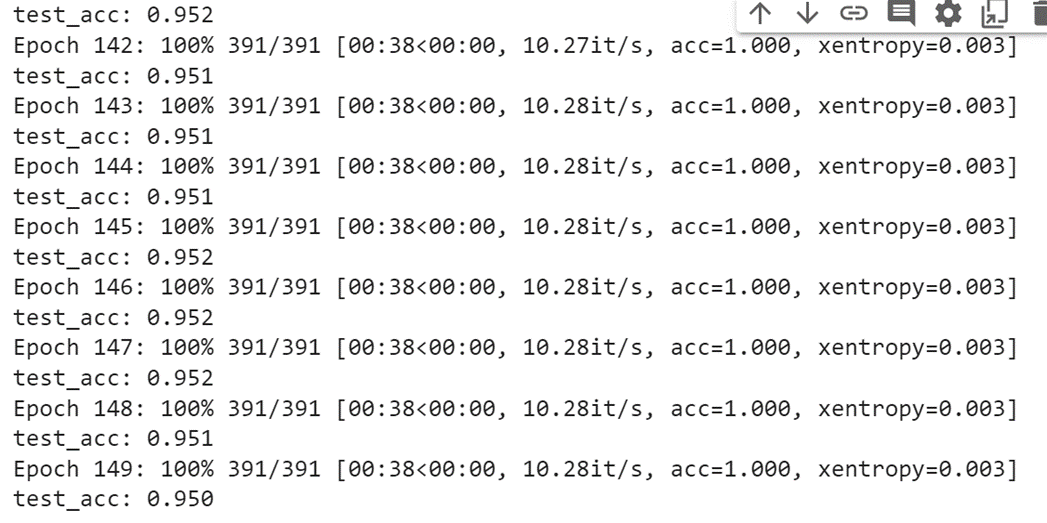 test_acc: 0.952
Epoch 142: 100% 391/391 [00:38<00:00, 10.27it/s, acc=1.000, xentropy=0.003]
test_acc: 0.951
Epoch 143: 100% 391/391 [00:38<00:00, 10.28it/s, acc=1.000, xentropy=0.003]
test_acc: 0.951
Epoch 144: 100% 391/391 [00:38<00:00, 10.28it/s, acc=1.000, xentropy=0.003]
test_acc: 0.951
Epoch 145: 100% 391/391 [00:38<00:00, 10.28it/s, acc=1.000, xentropy=0.003]
test_acc: 0.952
Epoch 146: 100% 391/391 [00:38<00:00, 10.28it/s, acc=1.000, xentropy=0.003]
test_acc: 0.952
Epoch 147: 100% 391/391 [00:38<00:00, 10.28it/s, acc=1.000, xentropy=0.003]
test_acc: 0.952
Epoch 148: 100% 391/391 [00:38<00:00, 10.28it/s, acc=1.000, xentropy=0.003]
test_acc: 0.951
Epoch 149: 100% 391/391 [00:38<00:00, 10.28it/s, acc=1.000, xentropy=0.003]
test_acc: 0.950